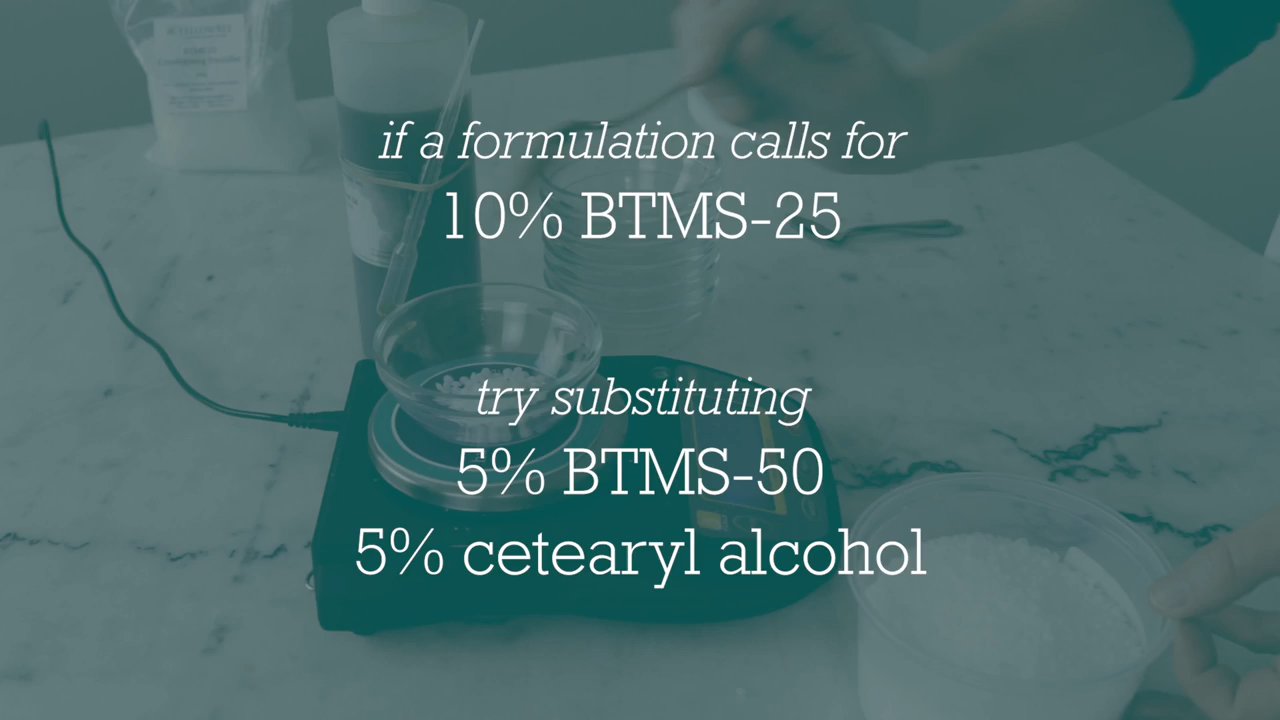 if a formulation calls for
10% BTMS-25
try substituting
5% BTMS-50
5% cetearyl alcohol